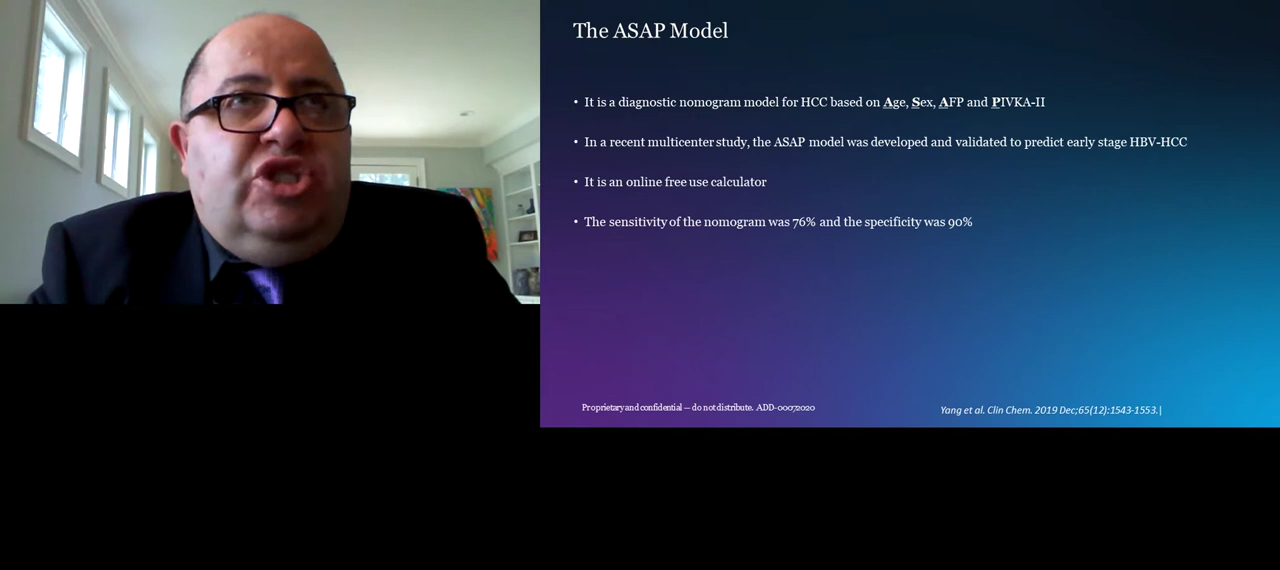 The ASAP Model
• It is a diagnostic nomogram model for HCC based on Age, Sex, AFP and PIVKA-II
• In a recent multicenter study, the ASAP model was developed and validated to predict early stage HBV-HCC
• It is an online free use calculator
• The sensitivity of the nomogram was 76% and the specificity was 90%
Proprietary and confidential — do not distribute. ADD-00072020
Yang et al. Clin Chem. 2019 Dec;65(12):1543-1553.|